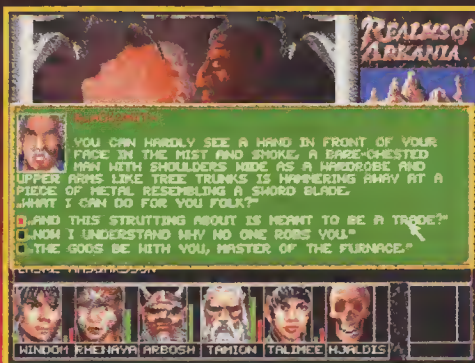 REALMS of
ARKANIA
BLACKSMITH
YOU CAN HARDLY SEE A HAND IN FRONT OF YOUR
FACE IN THE MIST AND SMOKE. A BARE-CHESTED
MAN WITH SHOULDERS WIDE AS A WARDROBE AND
UPPER ARMS LIKE TREE TRUNKS IS HAMMERING AWAY AT A
PIECE OF METAL RESEMBLING A SWORD BLADE.
„WHAT I CAN DO FOR YOU FOLK?"
„AND THIS STRUTTING ABOUT IS MEANT TO BE A TRADE?"
„NOW I UNDERSTAND WHY NO ONE ROBS YOU."
„THE GODS BE WITH YOU, MASTER OF THE FURNACE."
WINDOM RHENAYA ARBOSH TAMION TALIMEE HJALDIS